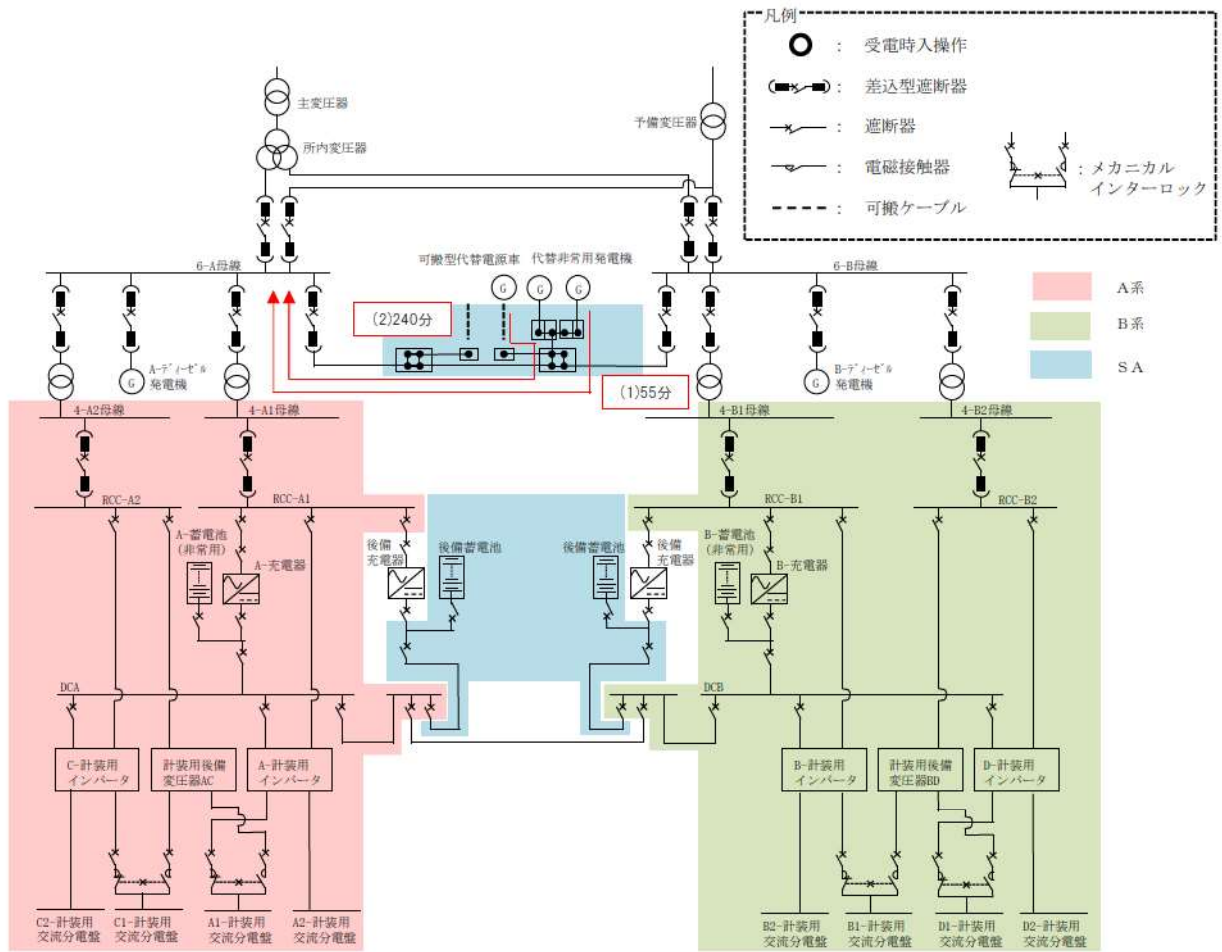 凡例
： 受電時入操作
： 差込型遮断器
： 遮断器
： 電磁接触器
： 可搬ケーブル
：メカニカル
インターロック
主変圧器
所内変圧器
予備変圧器
6-A母線
可搬型代替電源車
代替非常用発電機
6-B母線
G
G
G
A系
B系
SA
(2)240分
(1)55分
A-ディーゼル
発電機
G
B-ディーゼル
発電機
G
4-A2母線
4-A1母線
4-B1母線
4-B2母線
RCC-A2
RCC-A1
RCC-B1
RCC-B2
A-蓄電池
(非常用)
A-充電器
後備
充電器
後備蓄電池
後備蓄電池
後備
充電器
B-蓄電池
(非常用)
B-充電器
DCA
DCB
C-計装用
インバータ
計装用後備
変圧器AC
A-計装用
インバータ
B-計装用
インバータ
計装用後備
変圧器BD
D-計装用
インバータ
C2-計装用
交流分電盤
C1-計装用
交流分電盤
A1-計装用
交流分電盤
A2-計装用
交流分電盤
B2-計装用
交流分電盤
B1-計装用
交流分電盤
D1-計装用
交流分電盤
D2-計装用
交流分電盤